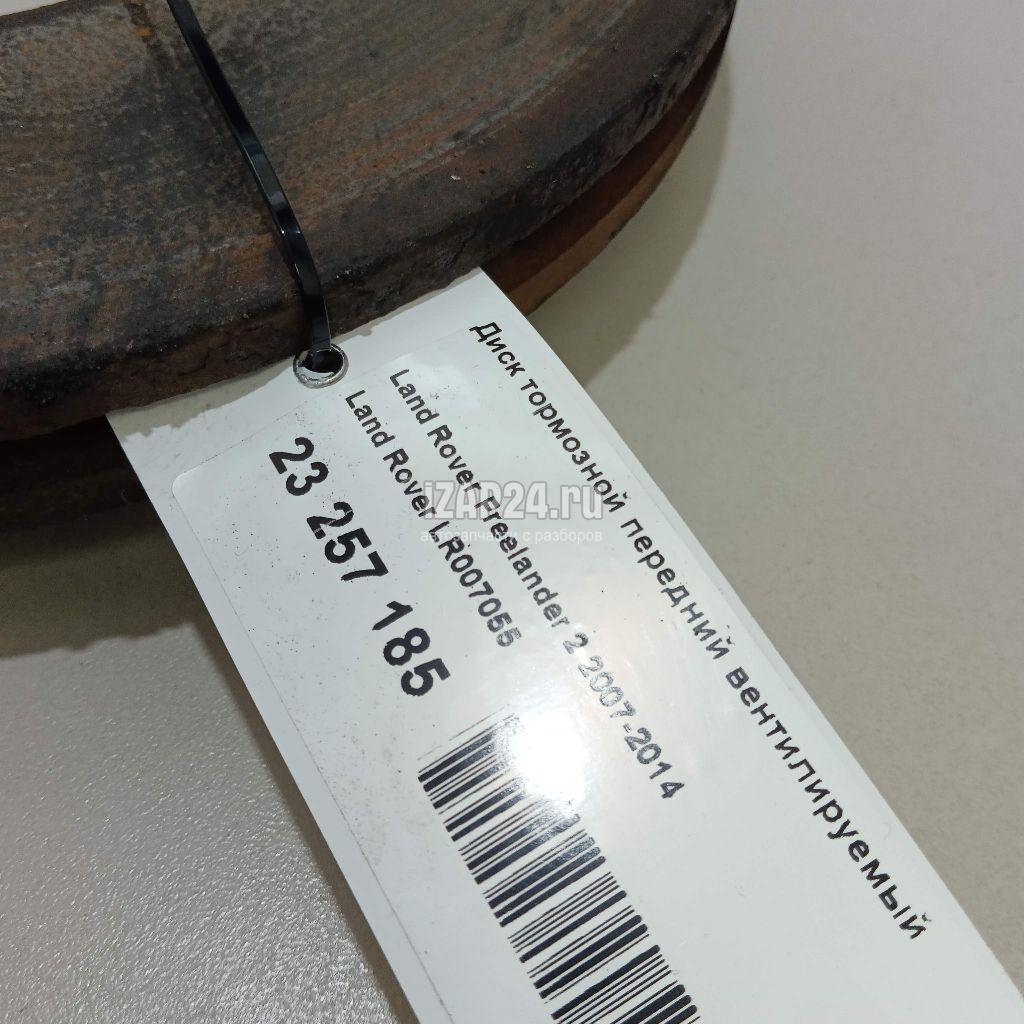 Диск тормозной передний вентилируемый
Land Rover Freelander 2 2007-2014
Land Rover LR007055
23 257 185
iZAP24.ru
автозапчасти с разборов